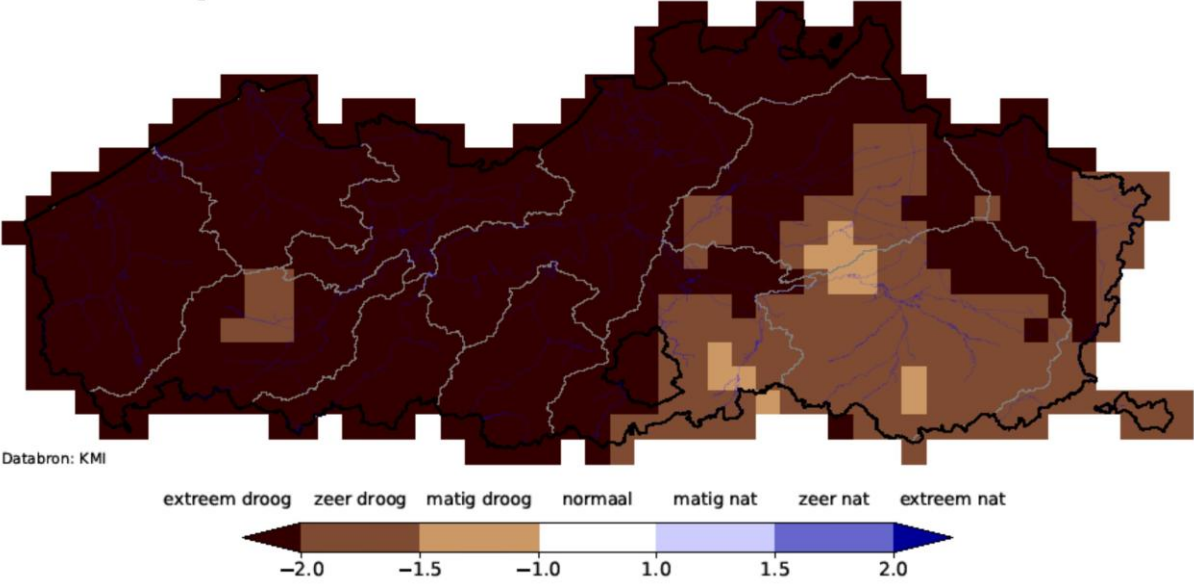 Databron: KMI
extreem droog zeer droog matig droog normaal matig nat zeer nat extreem nat
−2.0 −1.5 −1.0 1.0 1.5 2.0